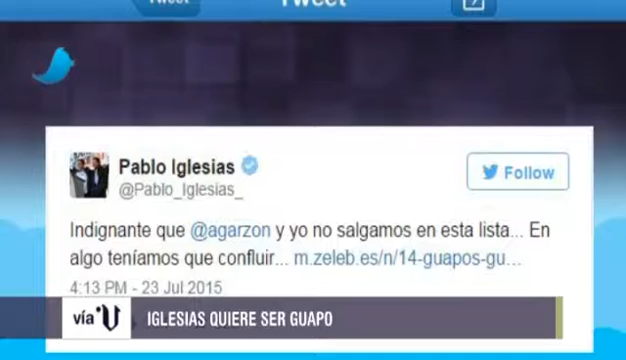 Tweet
Tweet
Pablo Iglesias
@Pablo_Iglesias_
Follow
Indignante que @agarzon y yo no salgamos en esta lista... En
algo teníamos que confluir... m.zeleb.es/n/14-guapos-gu...
4:13 PM - 23 Jul 2015
vía V
IGLESIAS QUIERE SER GUAPO